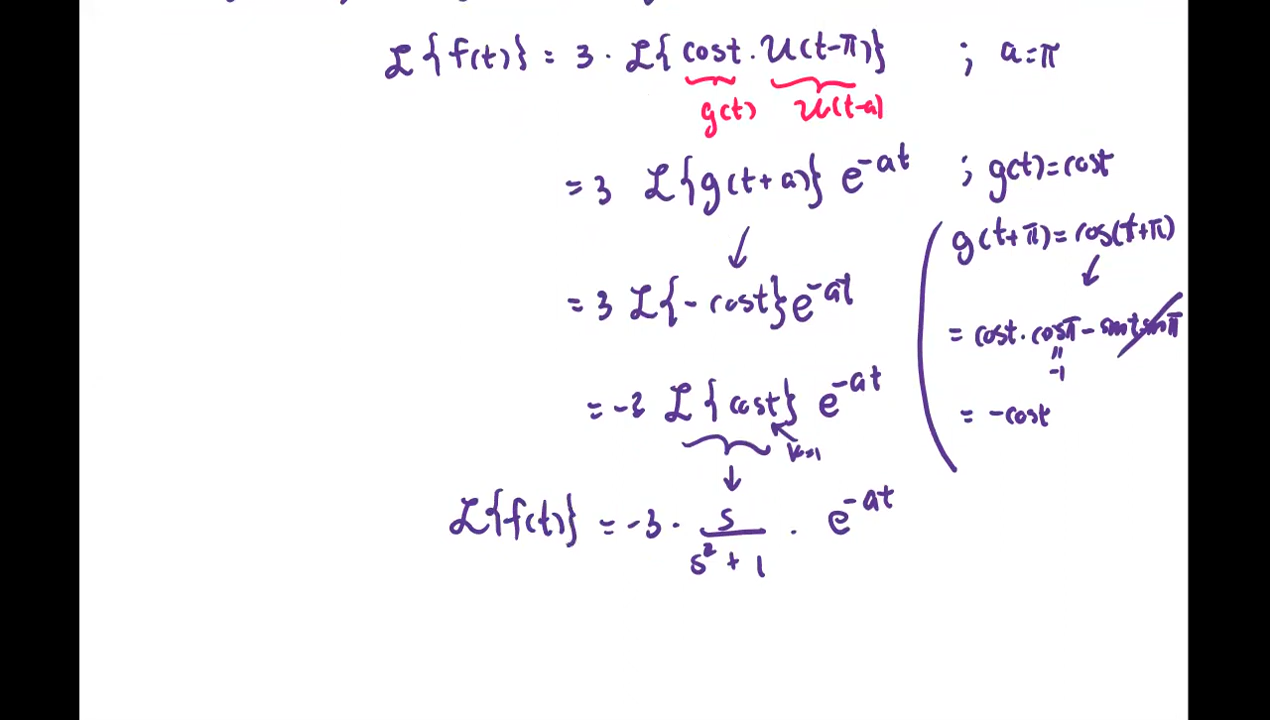 ℒ{f(t)} = 3 · ℒ{cost · U(t-π)} ; a=π
g(t) U(t-a)
= 3 ℒ{g(t+a)} e^-at ; g(t)=cost
g(t+π)= cos(t+π)
= 3 ℒ{- cost}e^-at
= cost · cosπ - sint sinπ
"
-1
= -3 ℒ{cost} e^-at
= -cost
k=1
ℒ{f(t)} = -3 · s/(s² + 1) · e^-at